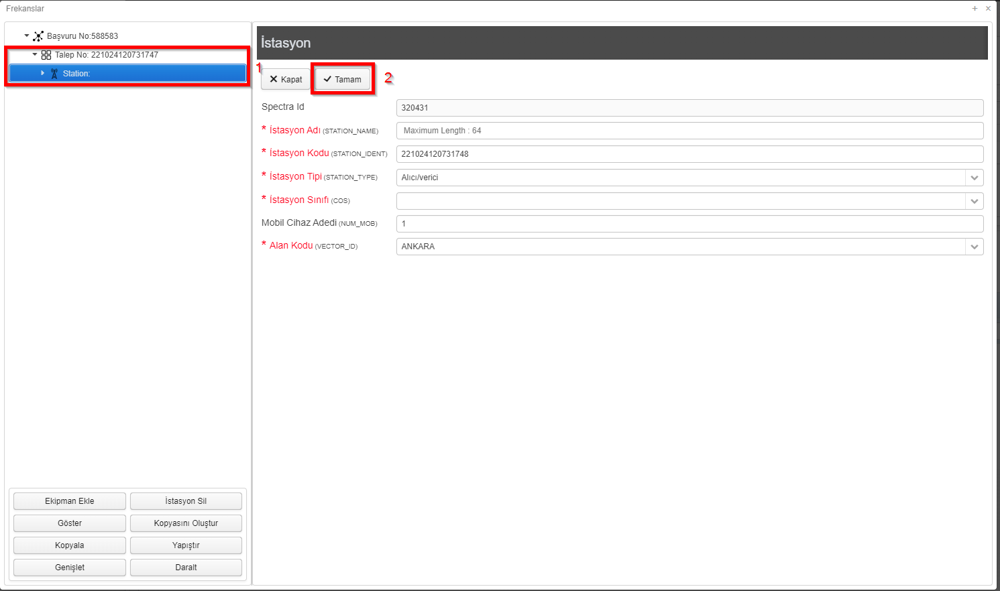 Frekanslar
Başvuru No:588583
Talep No: 221024120731747
Station:
1
İstasyon
Kapat
Tamam
2
Spectra Id
320431
* İstasyon Adı (STATION_NAME)
Maximum Length : 64
* İstasyon Kodu (STATION_IDENT)
221024120731748
* İstasyon Tipi (STATION_TYPE)
Alıcı/verici
* İstasyon Sınıfı (COS)
Mobil Cihaz Adedi (NUM_MOB)
1
* Alan Kodu (VECTOR_ID)
ANKARA
Ekipman Ekle
İstasyon Sil
Göster
Kopyasını Oluştur
Kopyala
Yapıştır
Genişlet
Daralt